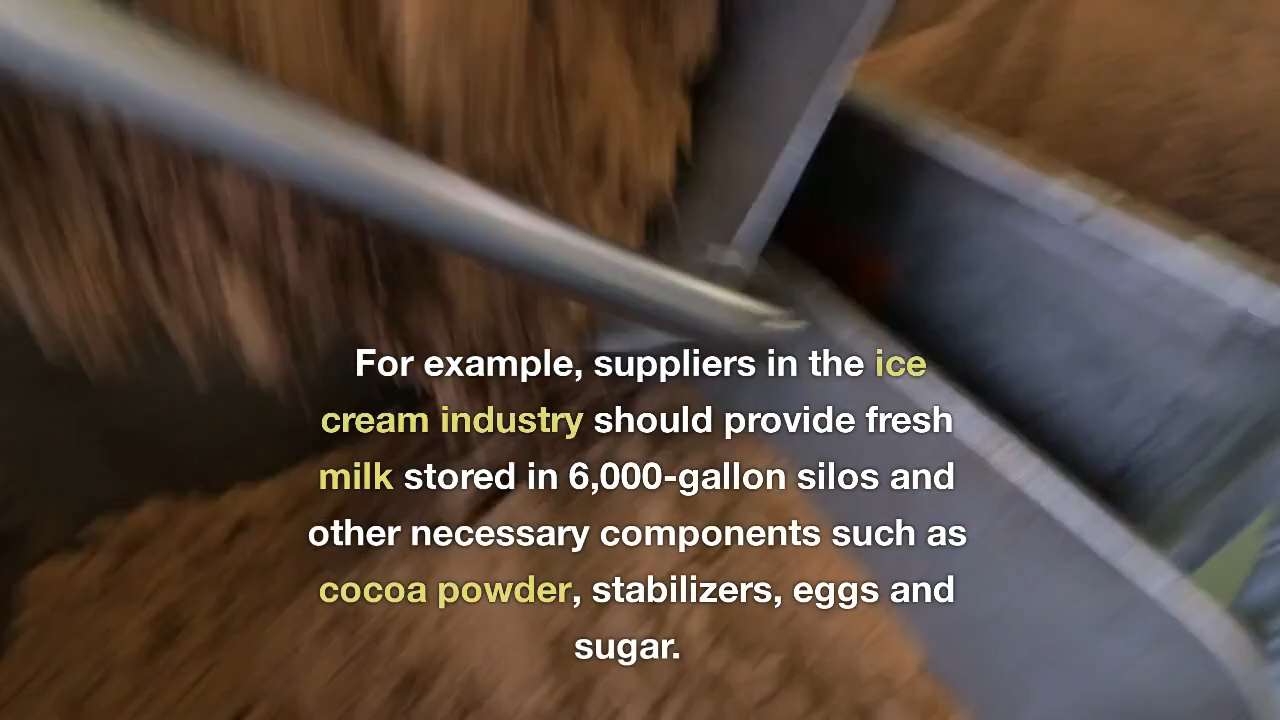 For example, suppliers in the ice
cream industry should provide fresh
milk stored in 6,000-gallon silos and
other necessary components such as
cocoa powder, stabilizers, eggs and
sugar.